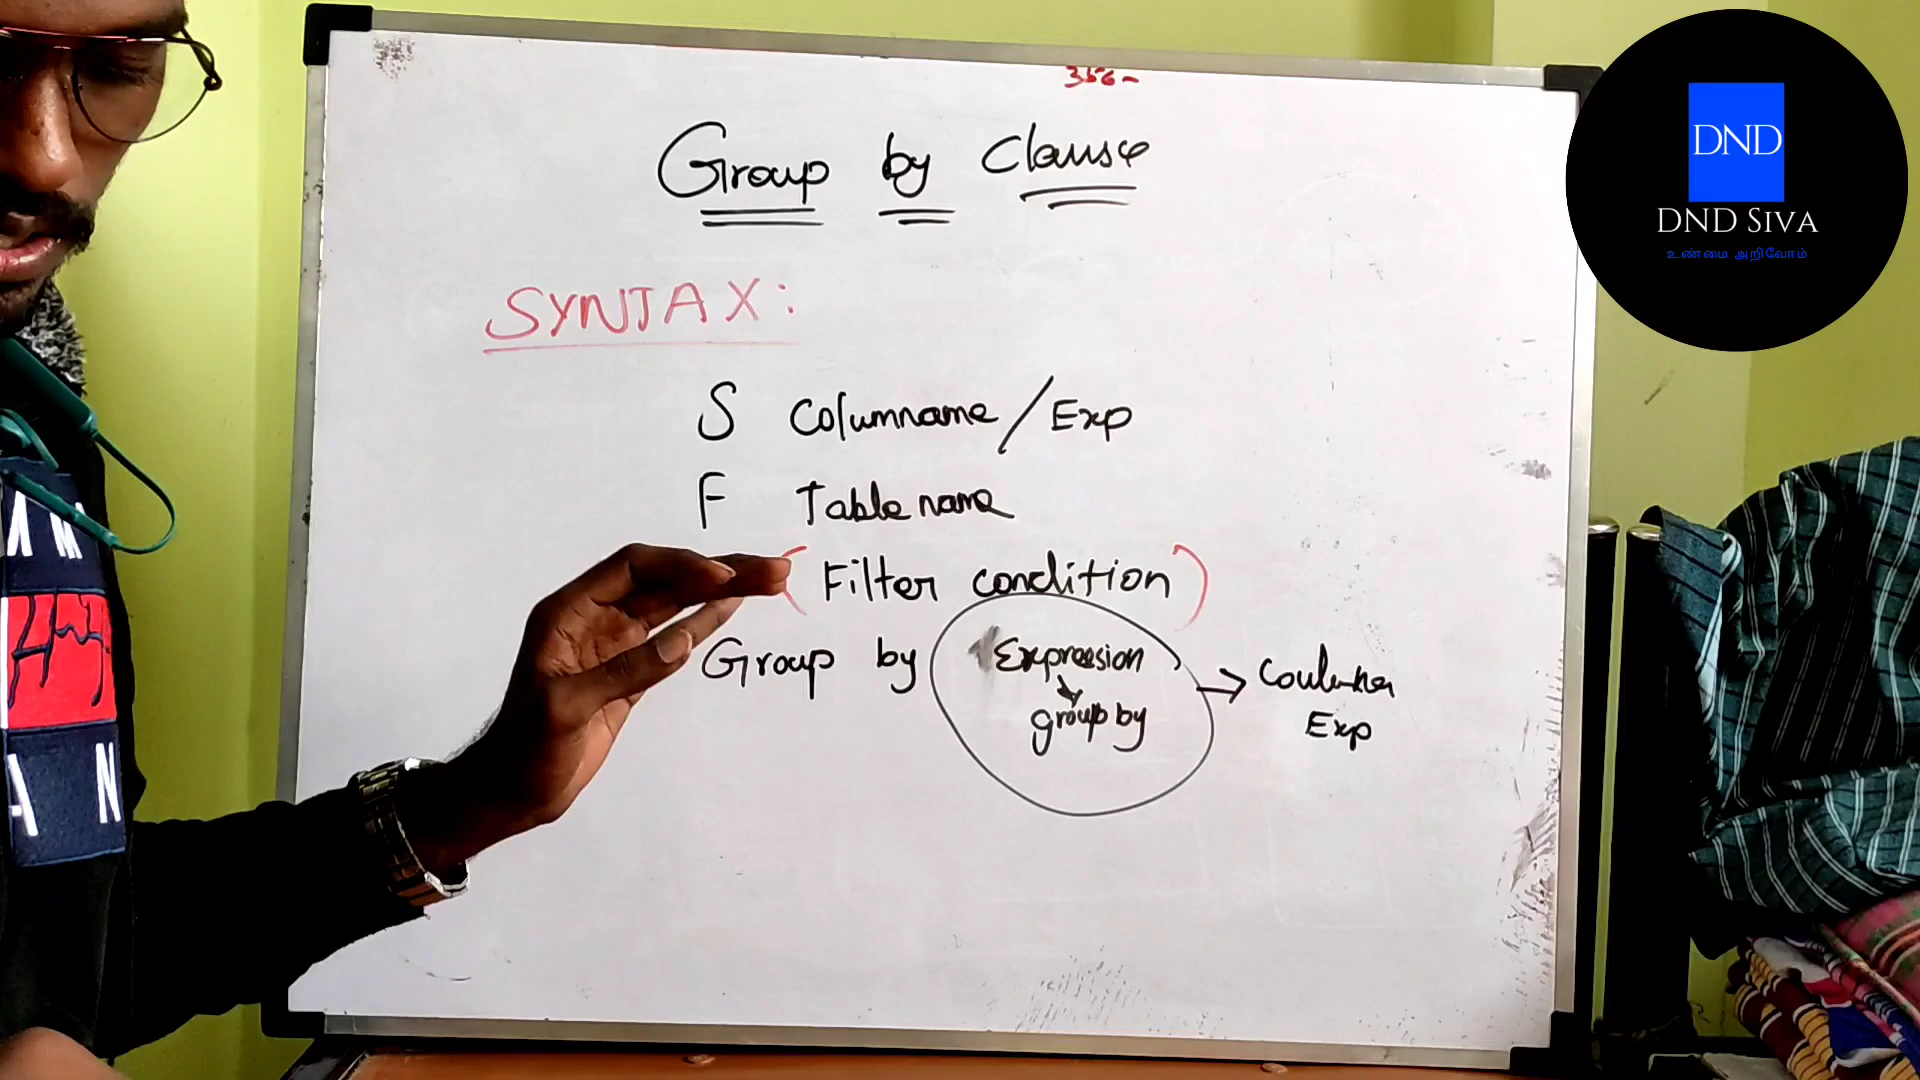 356-
Group by Clause
SYNTAX:
S Columname/Exp
F Table name
(Filter condition)
Group by Expression
group by
Exp
DND
DND SIVA
உண்மை அறிவோம்